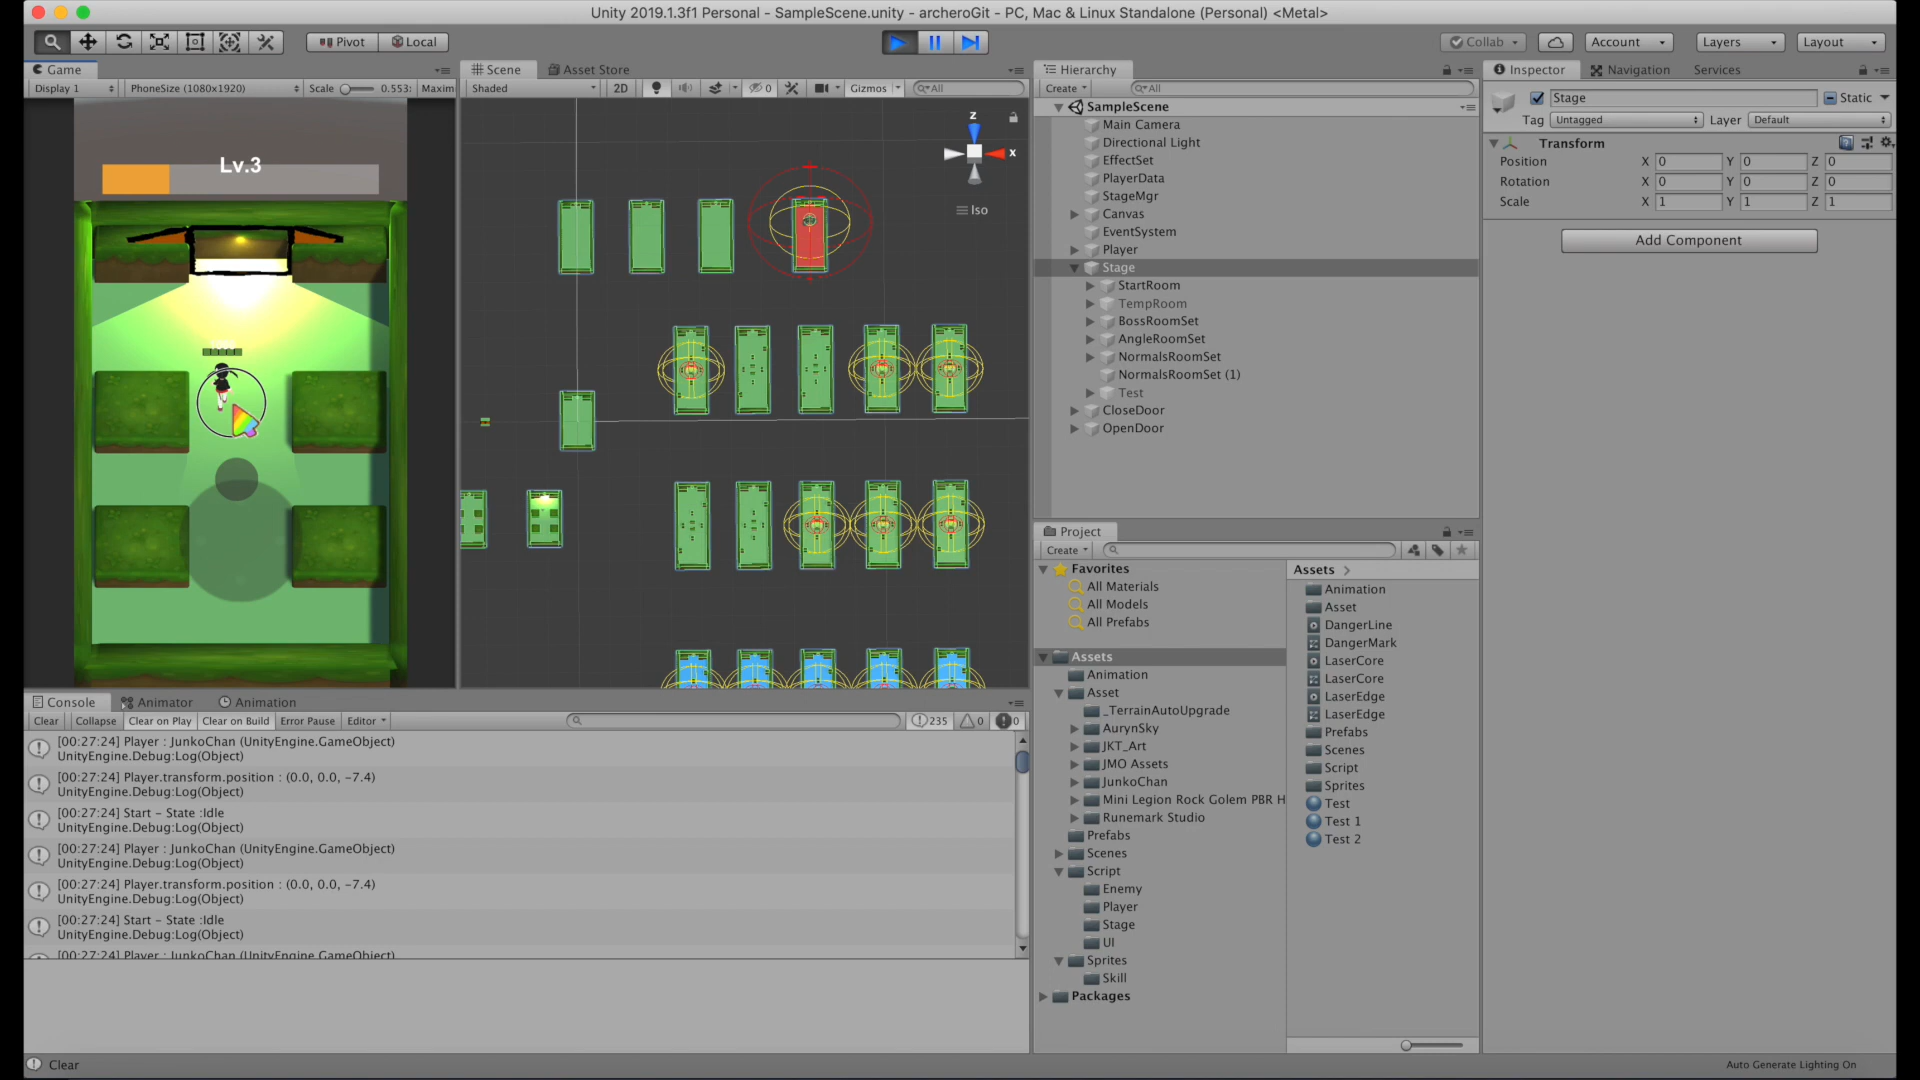 Unity 2019.1.3f1 Personal - SampleScene.unity - archeroGit - PC, Mac & Linux Standalone (Personal) <Metal>
Pivot
Local
Collab
Account
Layers
Layout
Game
Display 1
PhoneSize (1080x1920)
Scale
0.553:
Maxim
Lv.3
Scene
Asset Store
Shaded
2D
0
Gizmos
All
z
x
Iso
Hierarchy
Create
All
SampleScene
Main Camera
Directional Light
EffectSet
PlayerData
StageMgr
Canvas
EventSystem
Player
Stage
StartRoom
TempRoom
BossRoomSet
AngleRoomSet
NormalsRoomSet
NormalsRoomSet (1)
Test
CloseDoor
OpenDoor
Inspector
Navigation
Services
Stage
Static
Tag
Untagged
Layer
Default
Transform
Position X 0 Y 0 Z 0
Rotation X 0 Y 0 Z 0
Scale X 1 Y 1 Z 1
Add Component
Project
Create
Favorites
All Materials
All Models
All Prefabs
Assets
Animation
Asset
_TerrainAutoUpgrade
AurynSky
JKT_Art
JMO Assets
JunkoChan
Mini Legion Rock Golem PBR H
Runemark Studio
Prefabs
Scenes
Script
Enemy
Player
Stage
UI
Sprites
Skill
Packages
Assets
Animation
Asset
DangerLine
DangerMark
LaserCore
LaserCore
LaserEdge
LaserEdge
Prefabs
Scenes
Script
Sprites
Test
Test 1
Test 2
Console
Animator
Animation
Clear
Collapse
Clear on Play
Clear on Build
Error Pause
Editor
235
0
0
[00:27:24] Player : JunkoChan (UnityEngine.GameObject)
UnityEngine.Debug:Log(Object)
[00:27:24] Player.transform.position : (0.0, 0.0, -7.4)
UnityEngine.Debug:Log(Object)
[00:27:24] Start - State :Idle
UnityEngine.Debug:Log(Object)
[00:27:24] Player : JunkoChan (UnityEngine.GameObject)
UnityEngine.Debug:Log(Object)
[00:27:24] Player.transform.position : (0.0, 0.0, -7.4)
UnityEngine.Debug:Log(Object)
[00:27:24] Start - State :Idle
UnityEngine.Debug:Log(Object)
[00:27:24] Player : JunkoChan (UnityEngine.GameObject)
Clear
Auto Generate Lighting On